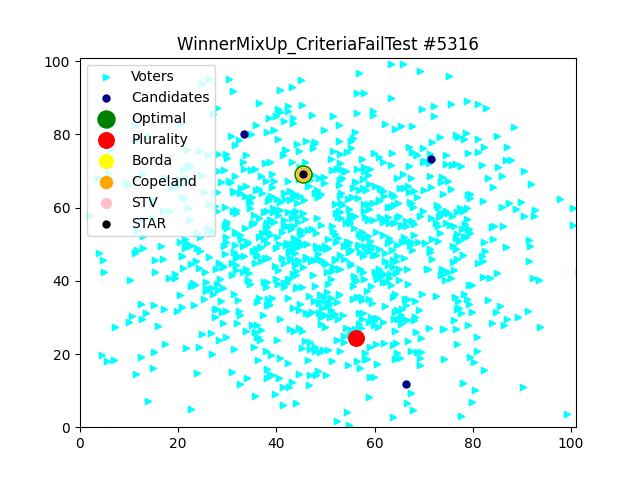 WinnerMixUp_CriteriaFailTest #5316
100
80
60
40
20
0
Voters
Candidates
Optimal
Plurality
Borda
Copeland
STV
STAR
0 20 40 60 80 100